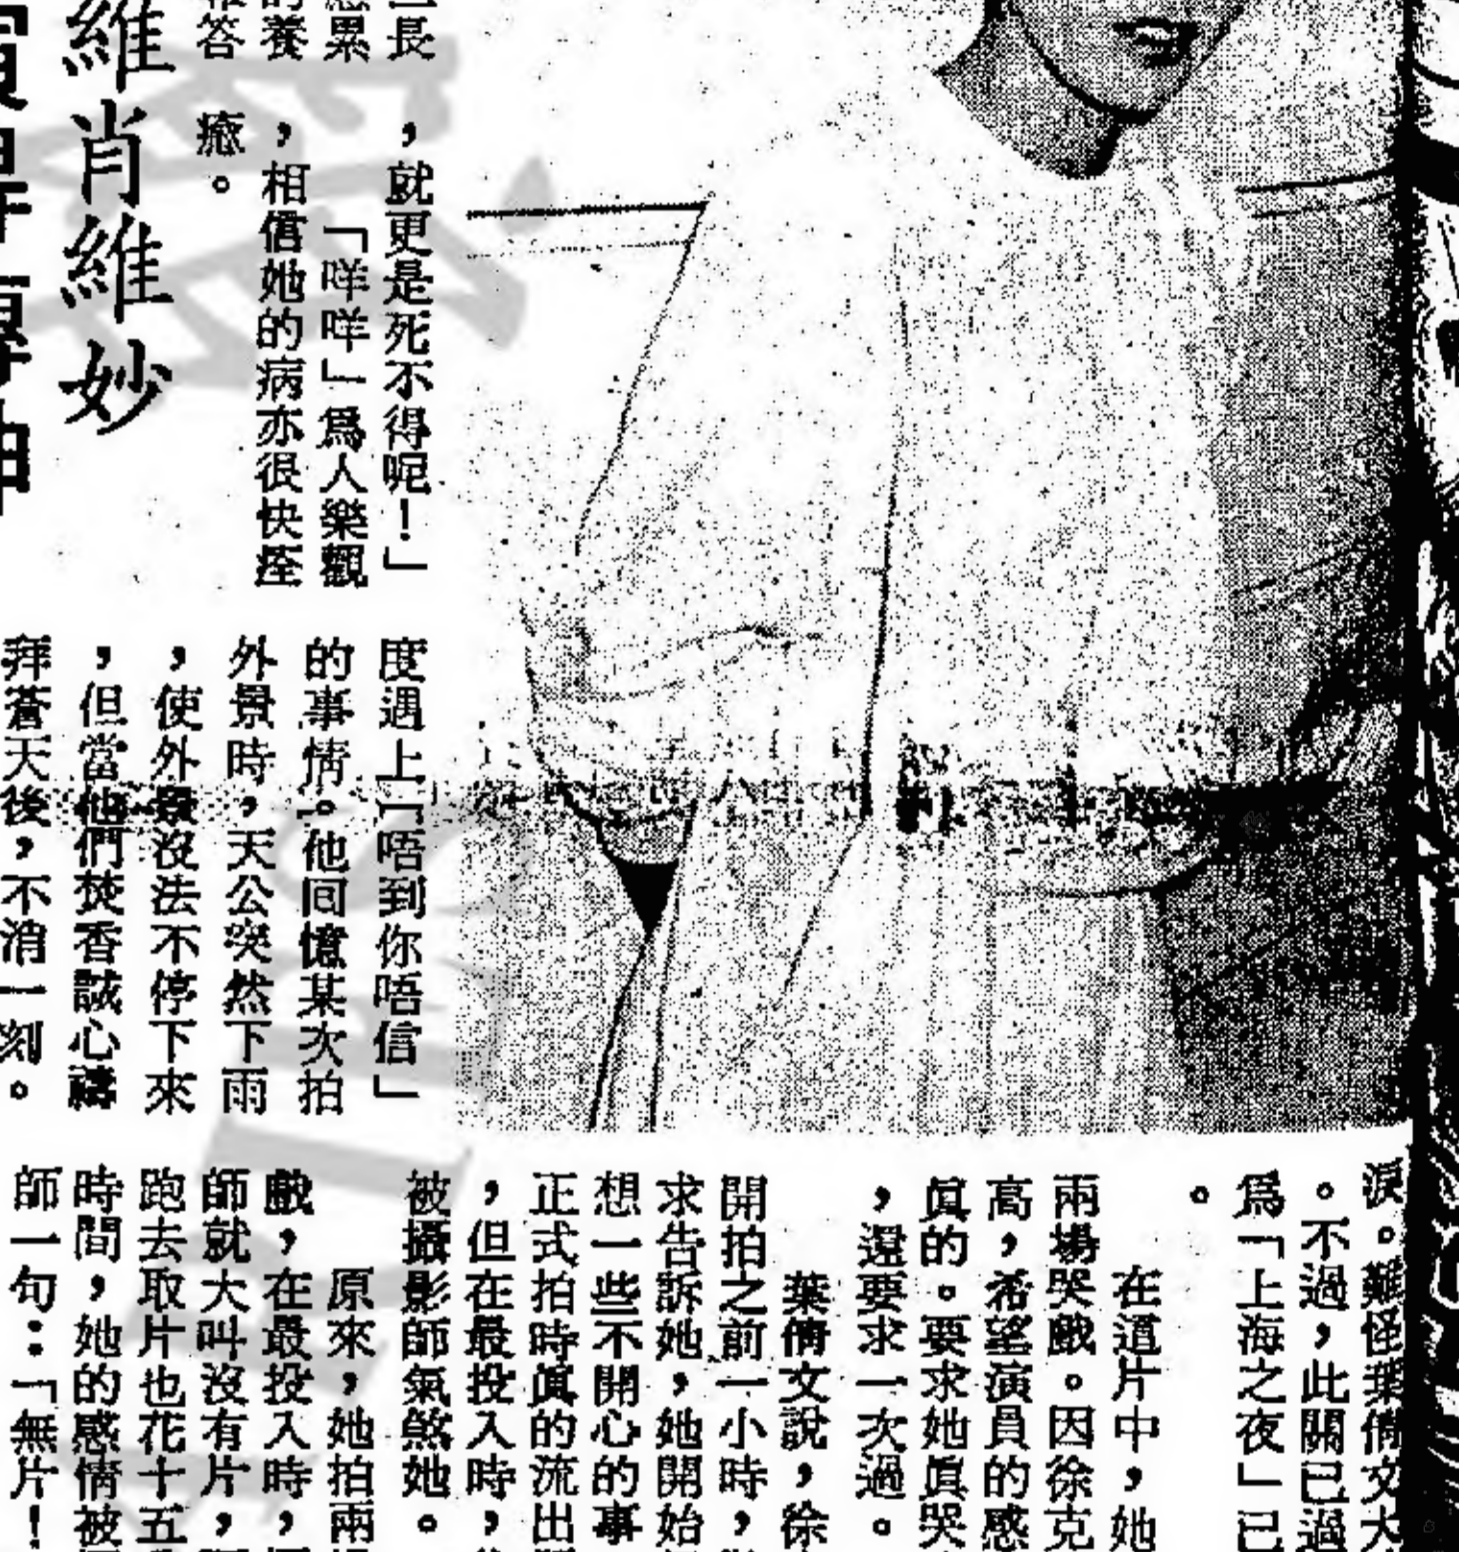 長
累
養
答
，就更是死不得呢！」
「咩咩」爲人樂觀
，相信她的病亦很快痊
癒。
維肖維妙
度遇上「唔到你唔信」
的事情。他回憶某次拍
外景時，天公突然下雨
，使外景沒法不停下來
，但當他們焚香誠心禱
拜蒼天後，不消一刻。
淚。難怪葉倩文大
。不過，此關已過
爲「上海之夜」已
。
在這片中，她
兩場哭戲。因徐克
高，希望演員的感
眞的。要求她眞哭
，還要求一次過。
葉倩文說，徐
開拍之前一小時，
求告訴她，她開始
想一些不開心的事
正式拍時眞的流出
，但在最投入時，
被攝影師氣煞她。
原來，她拍兩
戲，在最投入時，
師就大叫沒有片，
跑去取片也花十五
時間，她的感情被
師一句：「無片！